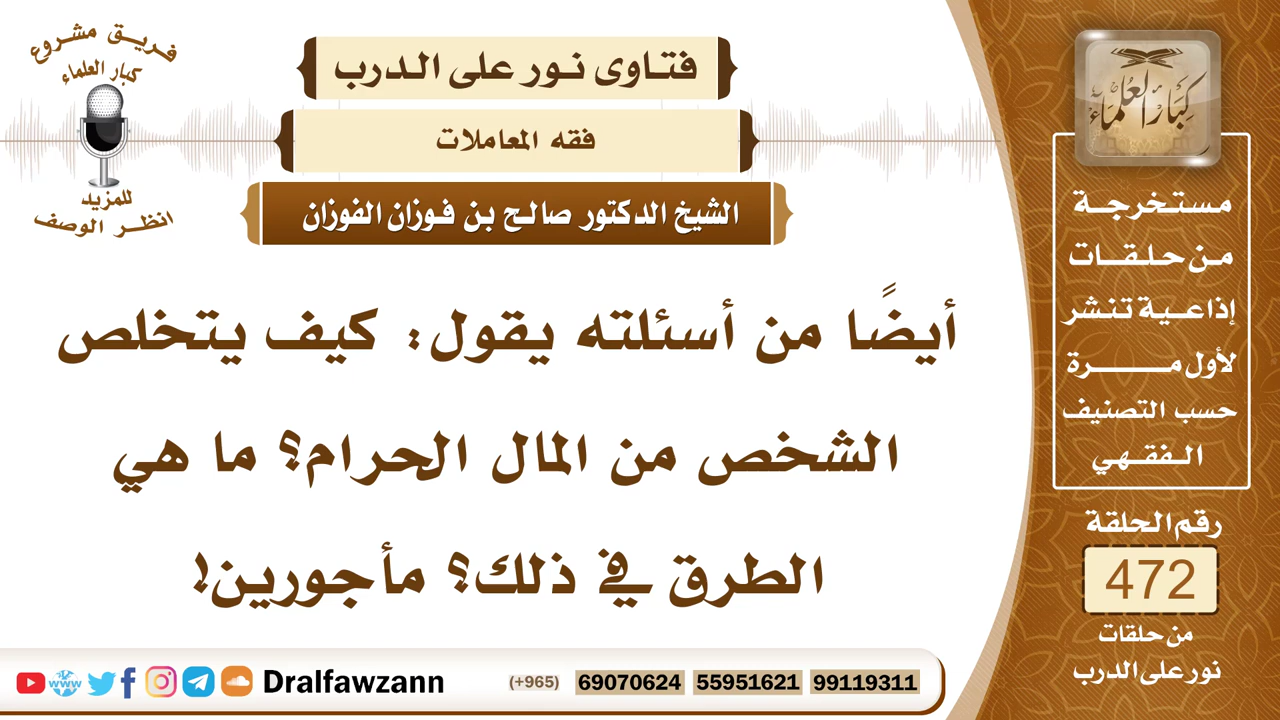 فريق مشروع
كبار العلماء
للمزيد
انظر الوصف
فتاوى نور على الدرب
فقه المعاملات
الشيخ الدكتور صالح بن فوزان الفوزان
أيضًا من أسئلته يقول: كيف يتخلص
الشخص من المال الحرام؟ ما هي
الطرق في ذلك؟ مأجورين!
كبار العلماء
مستخرجة
من حلقات
إذاعية تنشر
لأول مرة
حسب التصنيف
الفقهي
رقم الحلقة
472
من حلقات
نور على الدرب
www Dralfawzann (+965) 69070624 55951621 99119311